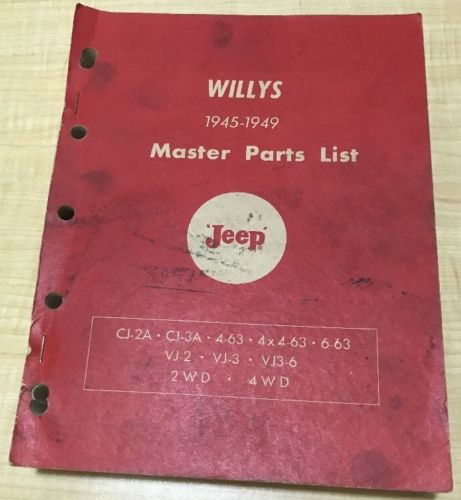 WILLYS
1945-1949
Master Parts List
'Jeep'
CJ-2A · CJ-3A · 4-63 · 4x4-63 · 6-63
VJ-2 · VJ-3 · VJ3-6
2WD · 4WD